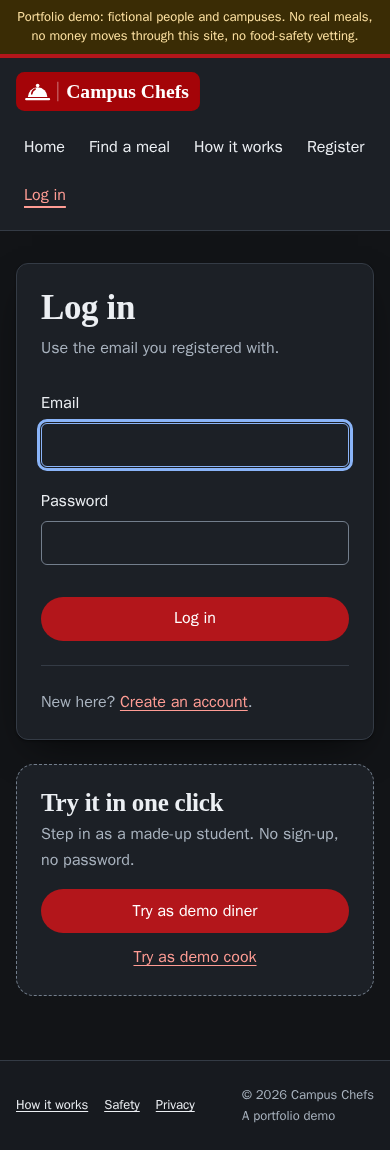 Portfolio demo: fictional people and campuses. No real meals,
no money moves through this site, no food-safety vetting.
Campus Chefs
Home
Find a meal
How it works
Register
Log in
Log in
Use the email you registered with.
Email
Password
Log in
New here? Create an account.
Try it in one click
Step in as a made-up student. No sign-up,
no password.
Try as demo diner
Try as demo cook
How it works
Safety
Privacy
© 2026 Campus Chefs
A portfolio demo